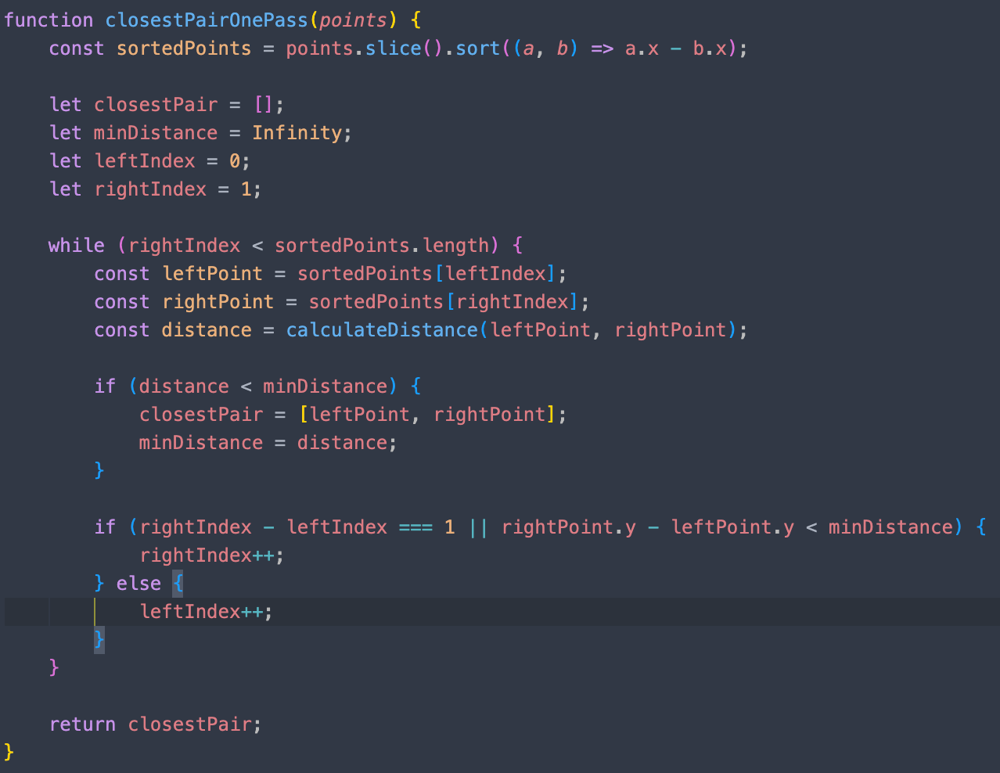 function closestPairOnePass(points) {
    const sortedPoints = points.slice().sort((a, b) => a.x - b.x);

    let closestPair = [];
    let minDistance = Infinity;
    let leftIndex = 0;
    let rightIndex = 1;

    while (rightIndex < sortedPoints.length) {
        const leftPoint = sortedPoints[leftIndex];
        const rightPoint = sortedPoints[rightIndex];
        const distance = calculateDistance(leftPoint, rightPoint);

        if (distance < minDistance) {
            closestPair = [leftPoint, rightPoint];
            minDistance = distance;
        }

        if (rightIndex - leftIndex === 1 || rightPoint.y - leftPoint.y < minDistance) {
            rightIndex++;
        } else {
            leftIndex++;
        }
    }

    return closestPair;
}